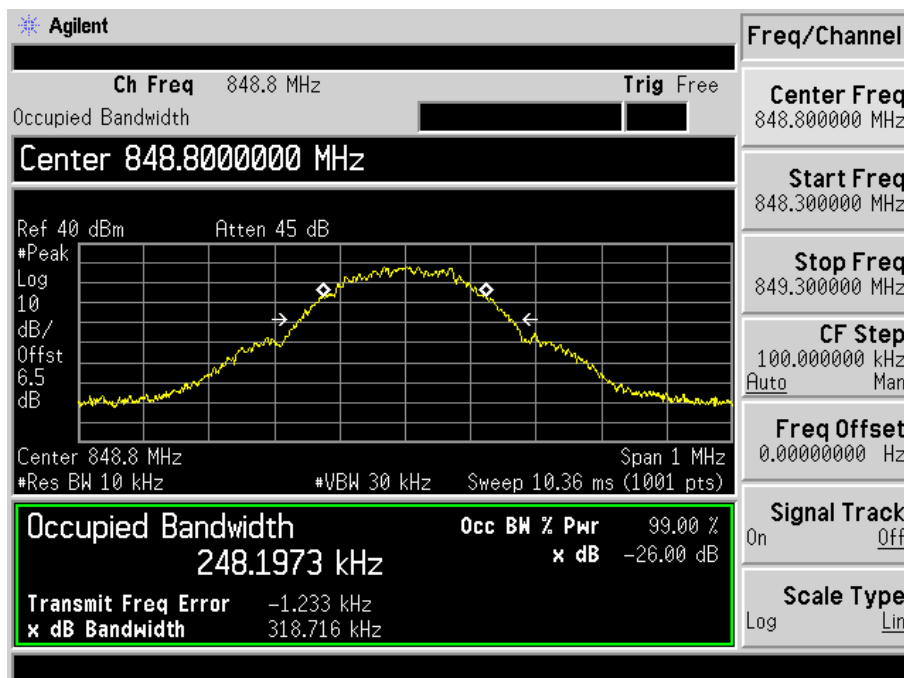 Agilent
Freq/Channel
Ch Freq 848.8 MHz Trig Free
Occupied Bandwidth
Center 848.8000000 MHz
Ref 40 dBm Atten 45 dB
#Peak
Log
10
dB/
Offst
6.5
dB
Center 848.8 MHz Span 1 MHz
#Res BW 10 kHz #VBW 30 kHz Sweep 10.36 ms (1001 pts)
Occupied Bandwidth
248.1973 kHz
Occ BW % Pwr 99.00 %
x dB -26.00 dB
Transmit Freq Error -1.233 kHz
x dB Bandwidth 318.716 kHz
Center Freq
848.800000 MHz
Start Freq
848.300000 MHz
Stop Freq
849.300000 MHz
CF Step
100.000000 kHz
Auto Man
Freq Offset
0.00000000 Hz
Signal Track
On Off
Scale Type
Log Lin